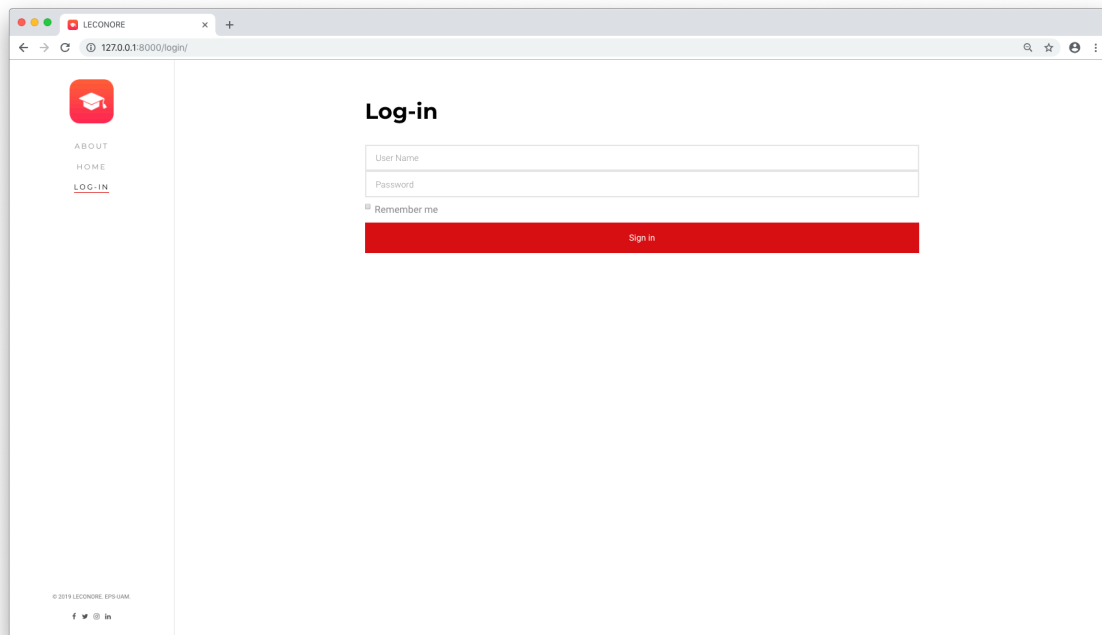 LECONORE
127.0.0.1:8000/login/
ABOUT
HOME
LOG-IN
Log-in
User Name
Password
Remember me
Sign in
© 2019 LECONORE. EPS-UAM.